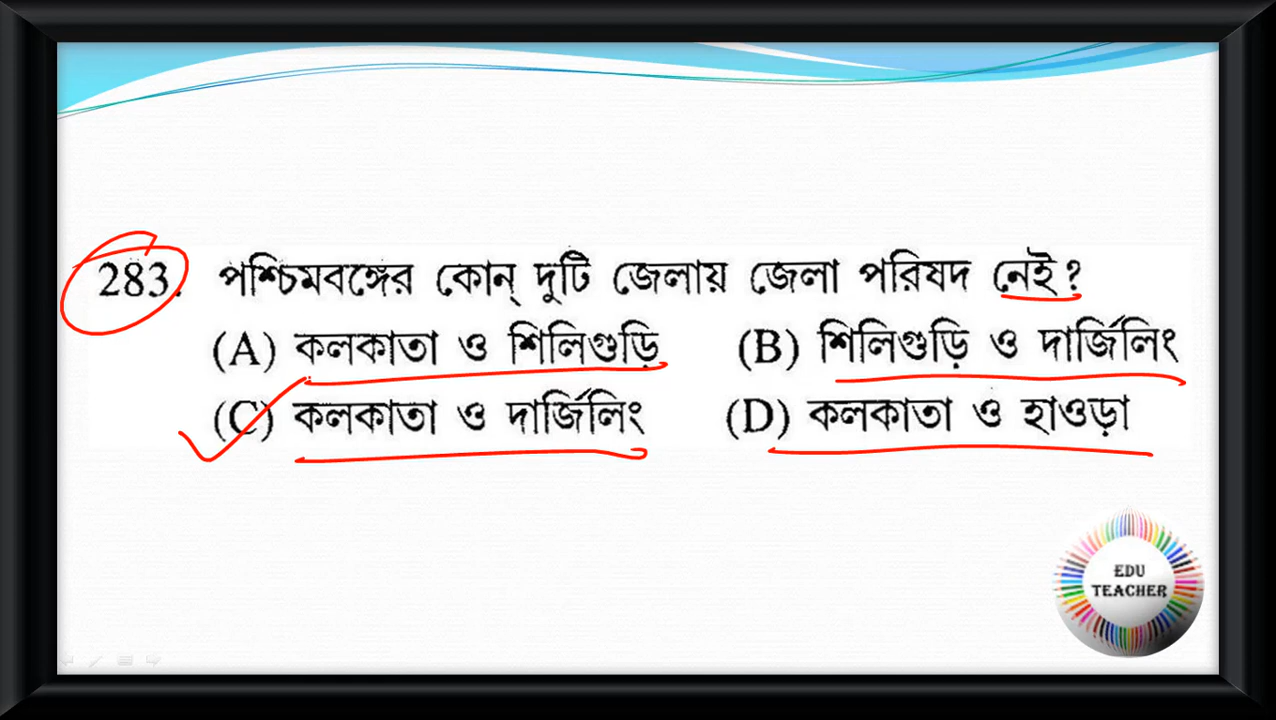 283. পশ্চিমবঙ্গের কোন্ দুটি জেলায় জেলা পরিষদ নেই?
(A) কলকাতা ও শিলিগুড়ি (B) শিলিগুড়ি ও দার্জিলিং
(C) কলকাতা ও দার্জিলিং (D) কলকাতা ও হাওড়া
EDU
TEACHER